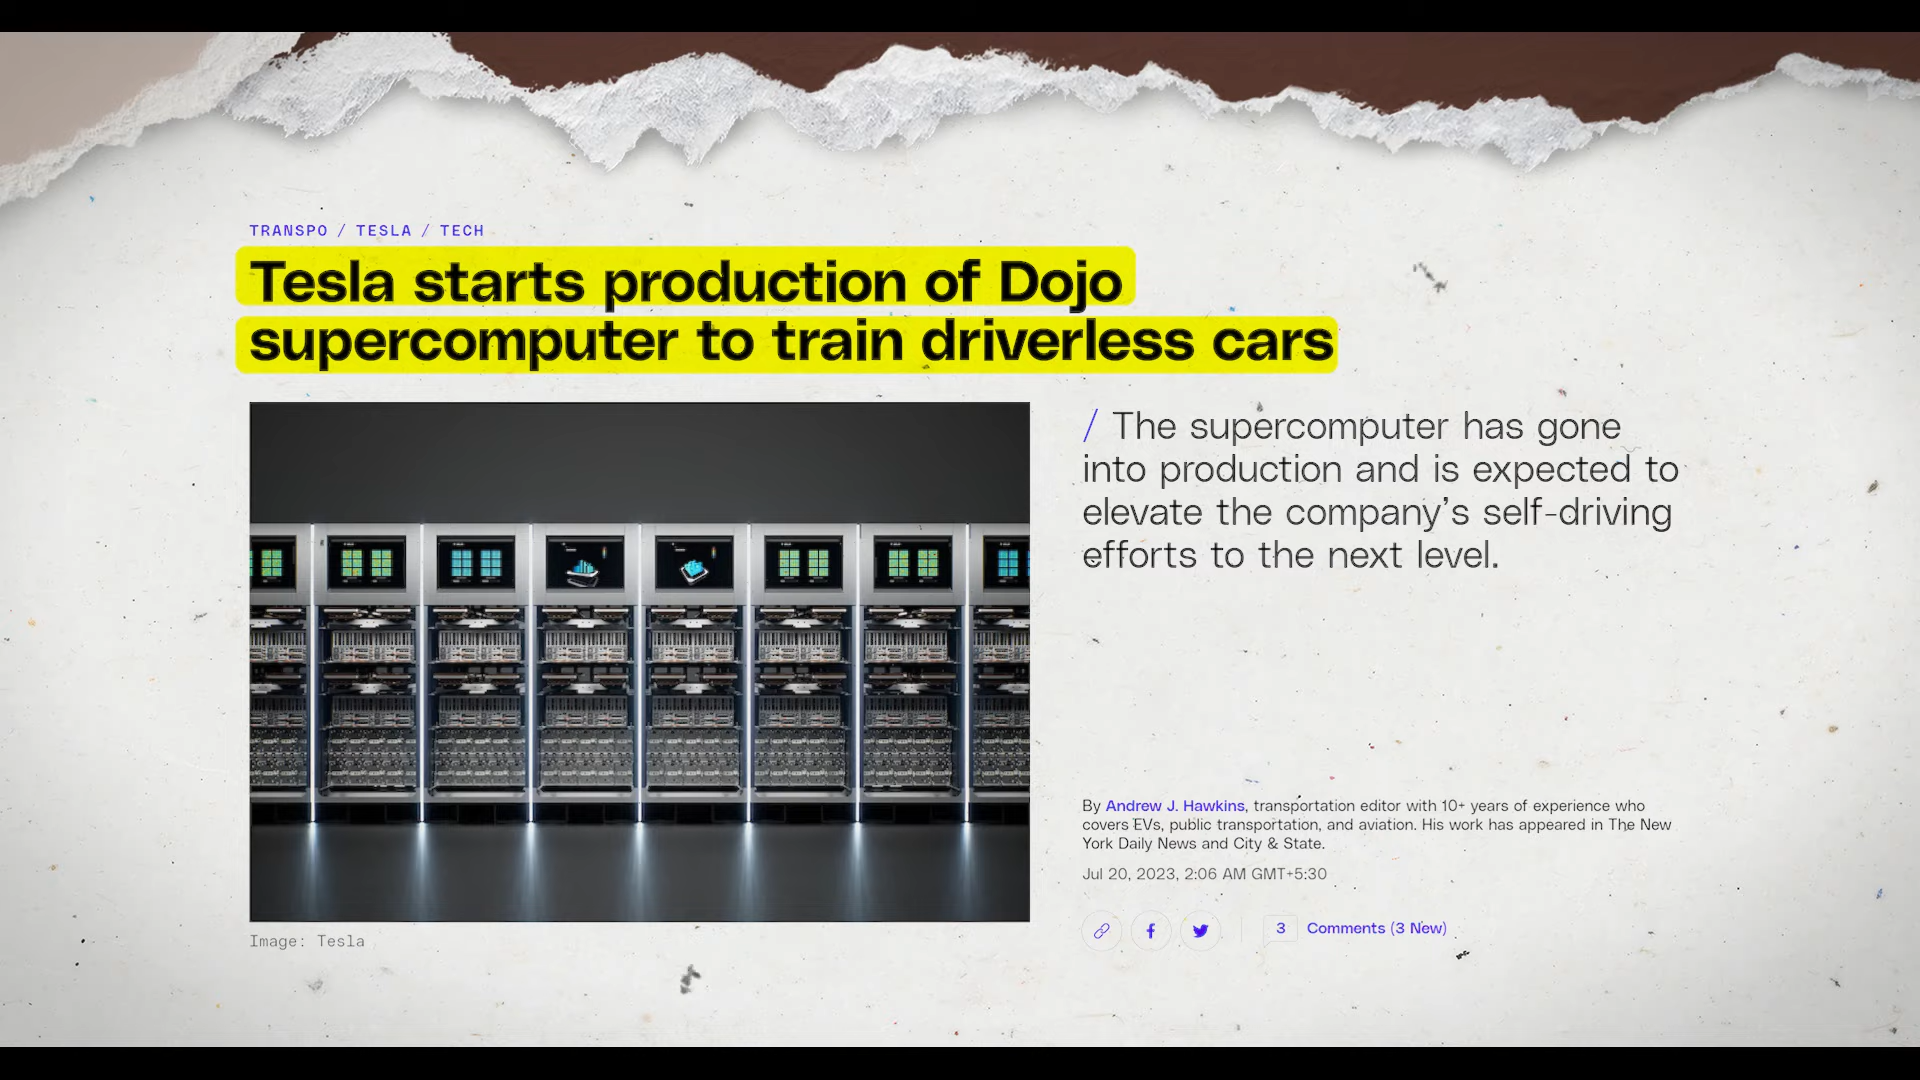 TRANSPO / TESLA / TECH
Tesla starts production of Dojo
supercomputer to train driverless cars
/ The supercomputer has gone
into production and is expected to
elevate the company's self-driving
efforts to the next level.
By Andrew J. Hawkins, transportation editor with 10+ years of experience who
covers EVs, public transportation, and aviation. His work has appeared in The New
York Daily News and City & State.
Jul 20, 2023, 2:06 AM GMT+5:30
3 Comments (3 New)
Image: Tesla